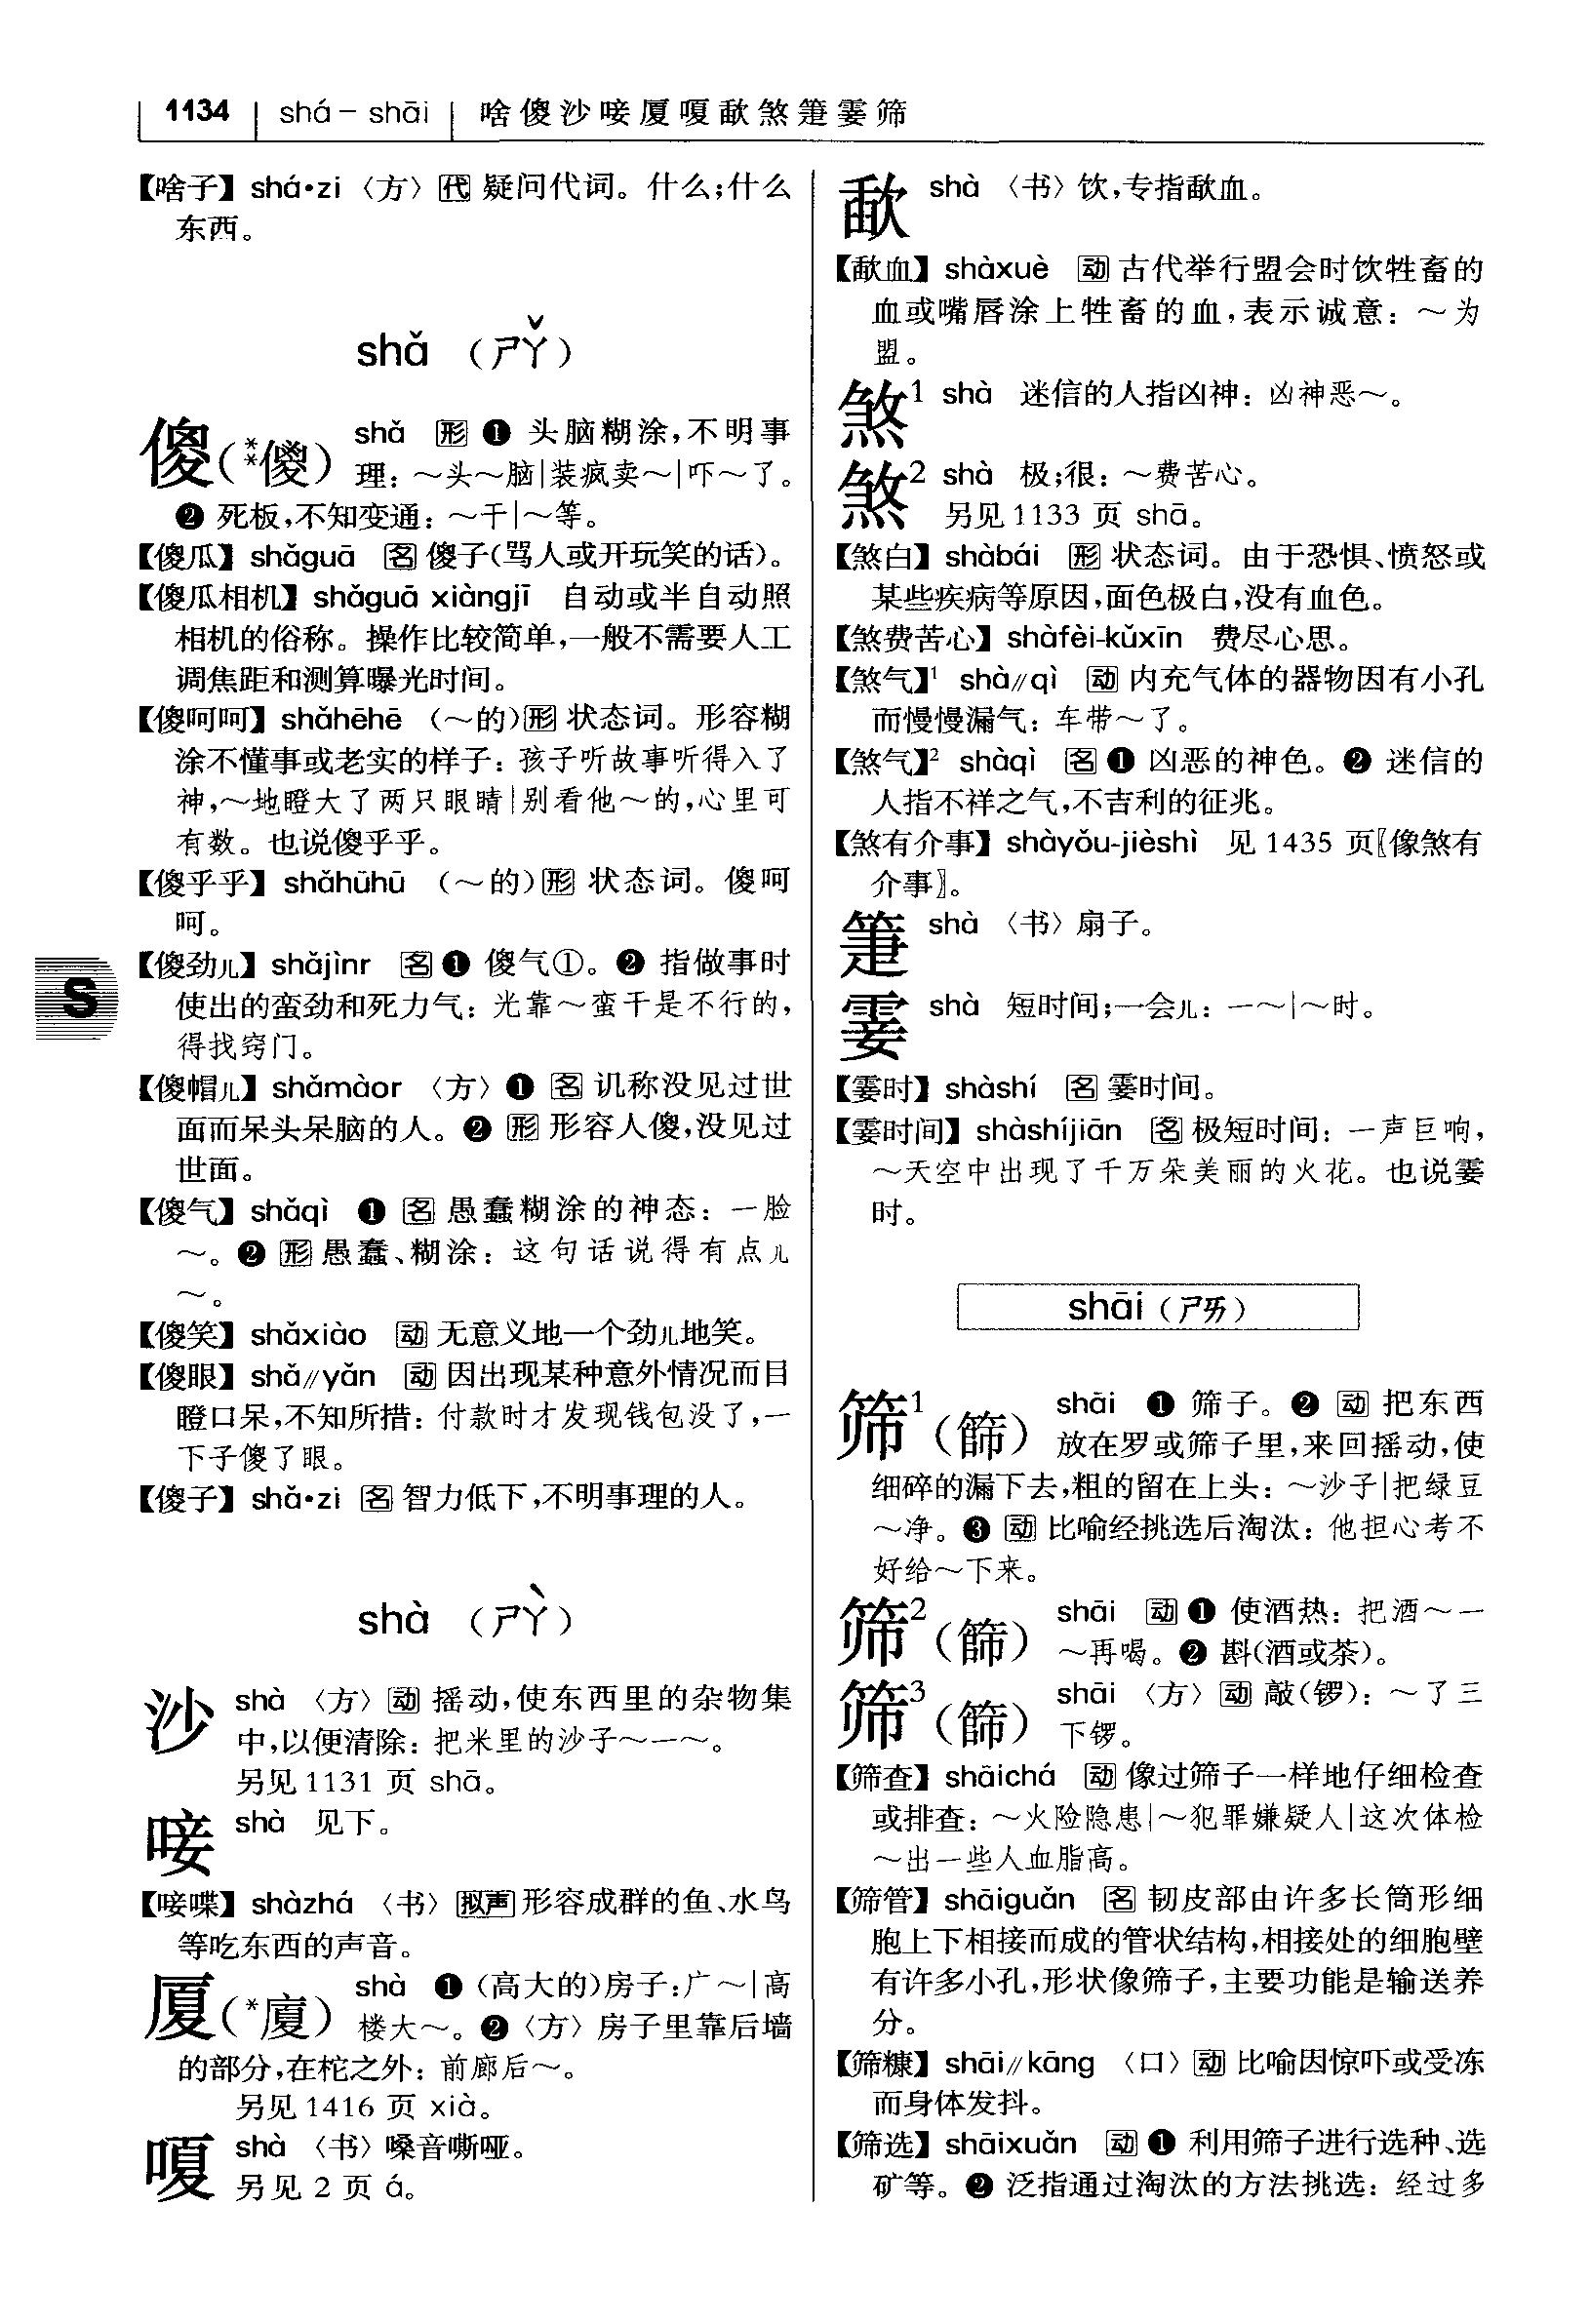 1134 shá－shāi 啥傻沙唼厦嗄歃煞箑霎筛
【啥子】 shá·zi 〈方〉 代 疑问代词。什么;什么
东西。
shǎ （ㄕㄚˇ）
傻(**儍) shǎ 形 ❶ 头脑糊涂,不明事
理: ～头～脑|装疯卖～|吓～了。
❷ 死板,不知变通: ～干|～等。
【傻瓜】 shǎguā 名 傻子(骂人或开玩笑的话)。
【傻瓜相机】 shǎguā xiàngjī 自动或半自动照
相机的俗称。操作比较简单,一般不需要人工
调焦距和测算曝光时间。
【傻呵呵】 shǎhēhē (～的)形 状态词。形容糊
涂不懂事或老实的样子: 孩子听故事听得入了
神,～地瞪大了两只眼睛|别看他～的,心里可
有数。也说傻乎乎。
【傻乎乎】 shǎhūhū (～的)形 状态词。傻呵
呵。
【傻劲儿】 shǎjìnr 名 ❶ 傻气①。❷ 指做事时
使出的蛮劲和死力气: 光靠～蛮干是不行的,
得找窍门。
【傻帽儿】 shǎmàor 〈方〉 ❶ 名 讥称没见过世
面而呆头呆脑的人。❷ 形 形容人傻,没见过
世面。
【傻气】 shǎqì ❶ 名 愚蠢糊涂的神态: 一脸
～。❷ 形 愚蠢、糊涂: 这句话说得有点儿
～。
【傻笑】 shǎxiào 动 无意义地一个劲儿地笑。
【傻眼】 shǎ//yǎn 动 因出现某种意外情况而目
瞪口呆,不知所措: 付款时才发现钱包没了,一
下子傻了眼。
【傻子】 shǎ·zi 名 智力低下,不明事理的人。
shà （ㄕㄚˋ）
沙 shà 〈方〉 动 摇动,使东西里的杂物集
中,以便清除: 把米里的沙子～一～。
另见1131 页 shā。
唼 shà 见下。
【唼喋】 shàzhá 〈书〉 拟声 形容成群的鱼、水鸟
等吃东西的声音。
厦(*廈) shà ❶ (高大的)房子:广～|高
楼大～。❷〈方〉房子里靠后墙
的部分,在柁之外: 前廊后～。
另见1416 页 xià。
嗄 shà 〈书〉 嗓音嘶哑。
另见 2 页 á。
S
歃 shà 〈书〉饮,专指歃血。
【歃血】 shàxuè 动 古代举行盟会时饮牲畜的
血或嘴唇涂上牲畜的血,表示诚意: ～为
盟。
煞1 shà 迷信的人指凶神: 凶神恶～。
煞2 shà 极;很: ～费苦心。
另见1133 页 shā。
【煞白】 shàbái 形 状态词。由于恐惧、愤怒或
某些疾病等原因,面色极白,没有血色。
【煞费苦心】 shàfèi-kǔxīn 费尽心思。
【煞气】1 shà//qì 动 内充气体的器物因有小孔
而慢慢漏气: 车带～了。
【煞气】2 shàqì 名 ❶ 凶恶的神色。❷ 迷信的
人指不祥之气,不吉利的征兆。
【煞有介事】 shàyǒu-jièshì 见1435 页〖像煞有
介事〗。
箑 shà 〈书〉扇子。
霎 shà 短时间;一会儿: 一～|～时。
【霎时】 shàshí 名 霎时间。
【霎时间】 shàshíjiān 名 极短时间: 一声巨响,
～天空中出现了千万朵美丽的火花。也说霎
时。
shāi（ㄕㄞ）
筛1(篩) shāi ❶ 筛子。❷ 动 把东西
放在罗或筛子里,来回摇动,使
细碎的漏下去,粗的留在上头: ～沙子|把绿豆
～净。❸ 动 比喻经挑选后淘汰: 他担心考不
好给～下来。
筛2(篩) shāi 动 ❶ 使酒热: 把酒～一
～再喝。❷ 斟(酒或茶)。
筛3(篩) shāi 〈方〉 动 敲(锣): ～了三
下锣。
【筛查】 shāichá 动 像过筛子一样地仔细检查
或排查: ～火险隐患|～犯罪嫌疑人|这次体检
～出一些人血脂高。
【筛管】 shāiguǎn 名 韧皮部由许多长筒形细
胞上下相接而成的管状结构,相接处的细胞壁
有许多小孔,形状像筛子,主要功能是输送养
分。
【筛糠】 shāi//kāng 〈口〉 动 比喻因惊吓或受冻
而身体发抖。
【筛选】 shāixuǎn 动 ❶ 利用筛子进行选种、选
矿等。❷ 泛指通过淘汰的方法挑选: 经过多